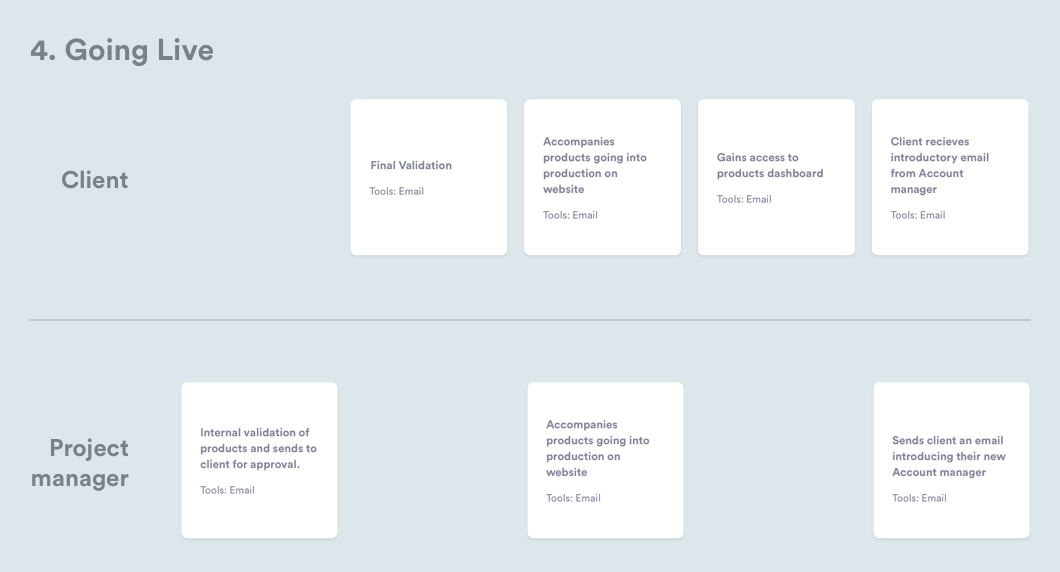 4. Going Live
Client
Final Validation
Tools: Email
Accompanies
products going into
production on
website
Tools: Email
Gains access to
products dashboard
Tools: Email
Client recieves
introductory email
from Account
manager
Tools: Email
Project
manager
Internal validation of
products and sends to
client for approval.
Tools: Email
Accompanies
products going into
production on
website
Tools: Email
Sends client an email
introducing their new
Account manager
Tools: Email